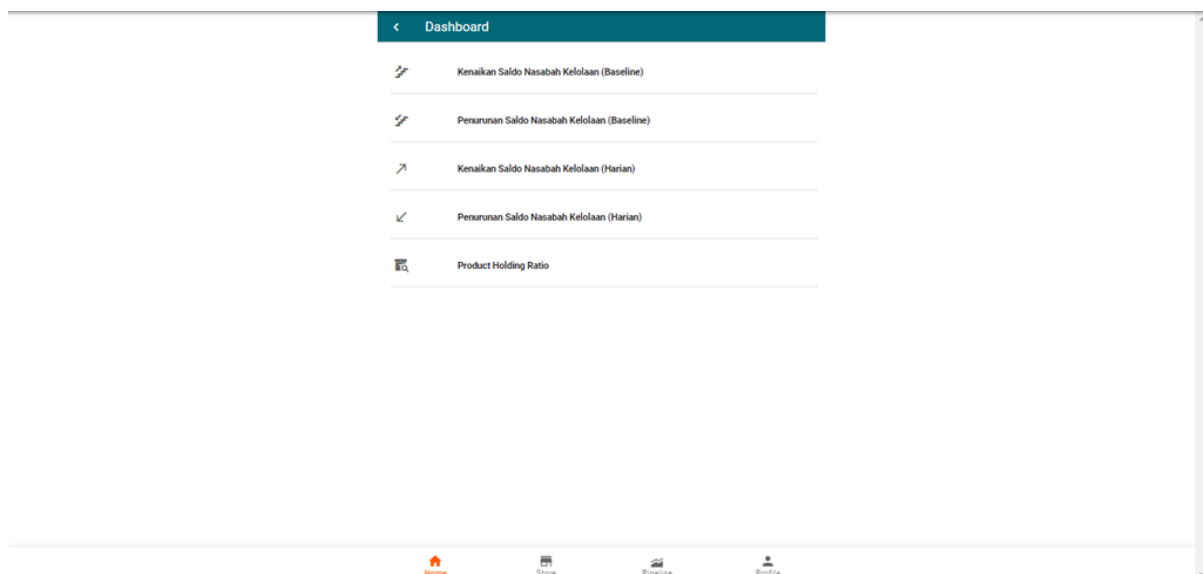 Dashboard
Kenaikan Saldo Nasabah Kelolaan (Baseline)
Penurunan Saldo Nasabah Kelolaan (Baseline)
Kenaikan Saldo Nasabah Kelolaan (Harian)
Penurunan Saldo Nasabah Kelolaan (Harian)
Product Holding Ratio
Home Store Pipeline Profile